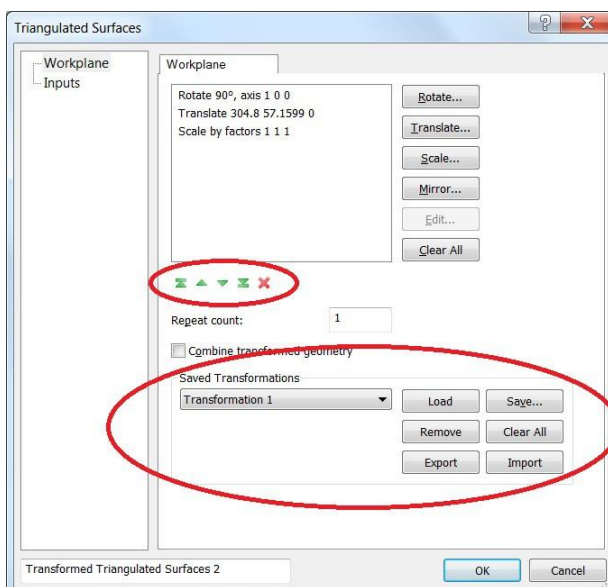 Triangulated Surfaces
Workplane
Inputs
Workplane
Rotate 90°, axis 1 0 0
Translate 304.8 57.1599 0
Scale by factors 1 1 1
Rotate...
Translate...
Scale...
Mirror...
Edit...
Clear All
Repeat count:
1
Combine transformed geometry
Saved Transformations
Transformation 1
Load
Save...
Remove
Clear All
Export
Import
Transformed Triangulated Surfaces 2
OK
Cancel